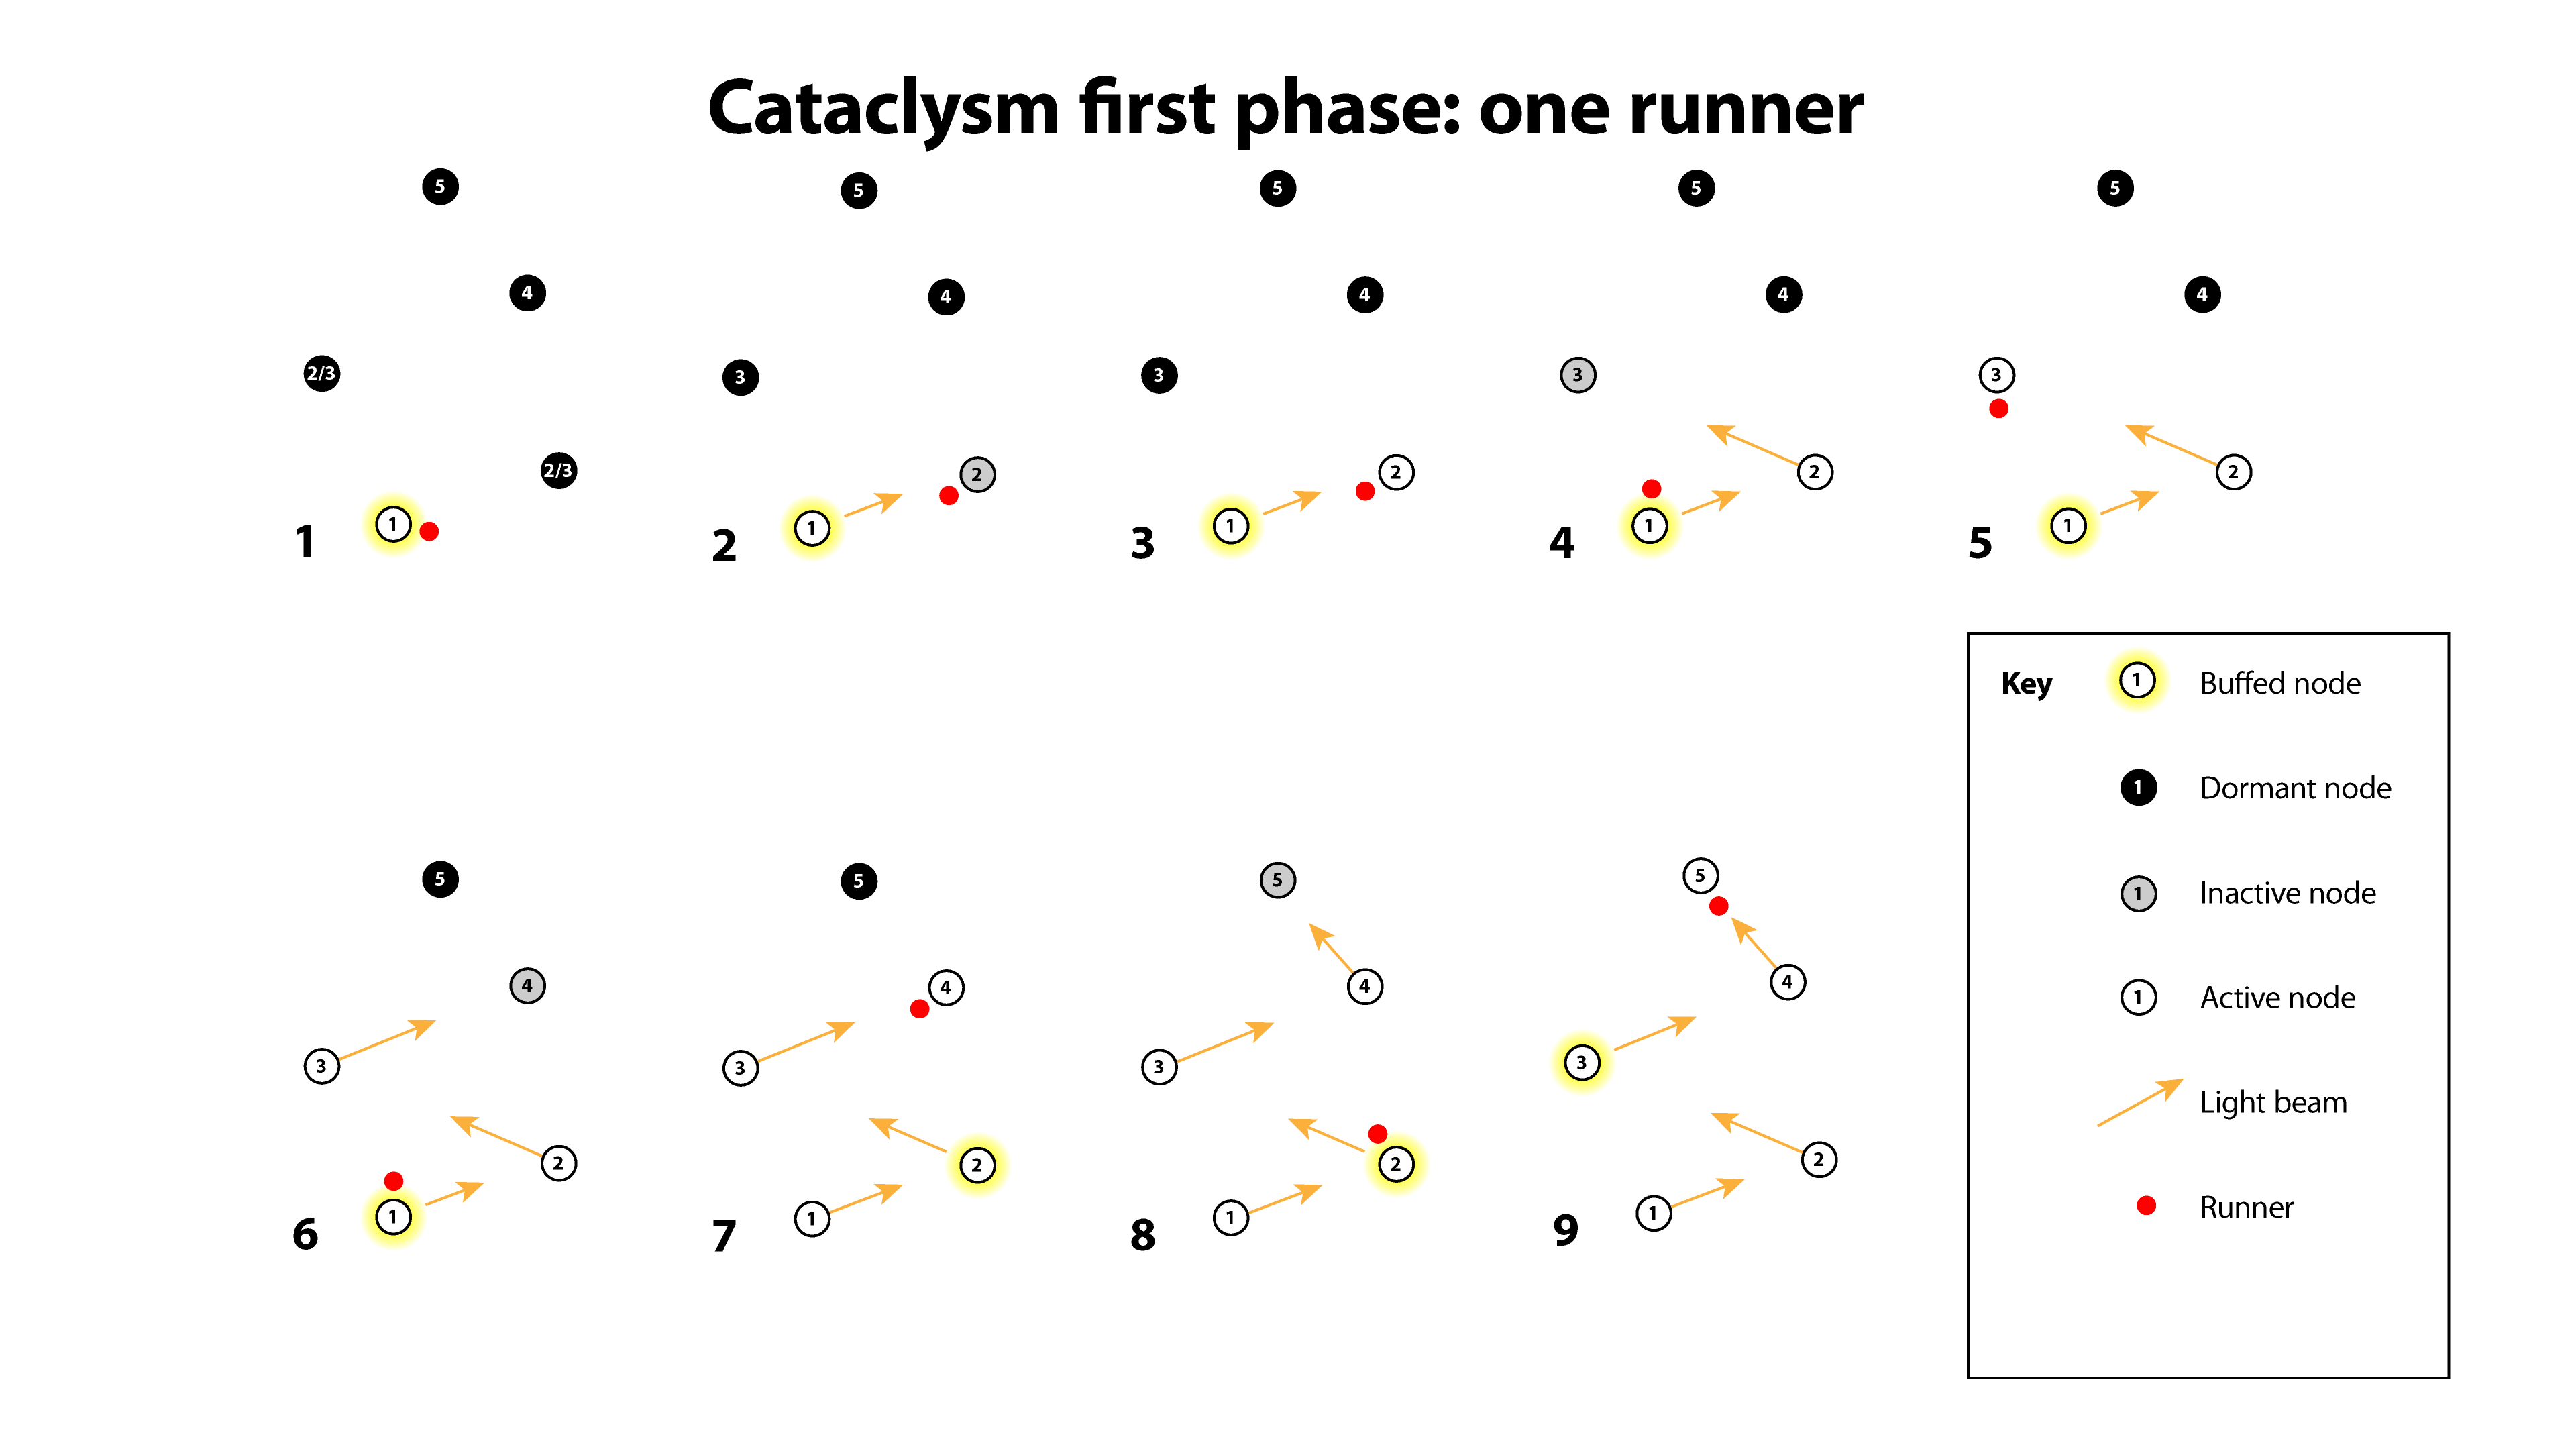 Cataclysm first phase: one runner
5 5 5 5 5
4 4 4 4 4
2/3 3 3 3 3
2/3 2 2 2 2
1 1 1 1 1
1 2 3 4 5
Key
1 Buffed node
1 Dormant node
1 Inactive node
1 Active node
Light beam
Runner
5 5 5 5
4 4 4 4
3 3 3 3
2 2 2 2
1 1 1 1
6 7 8 9